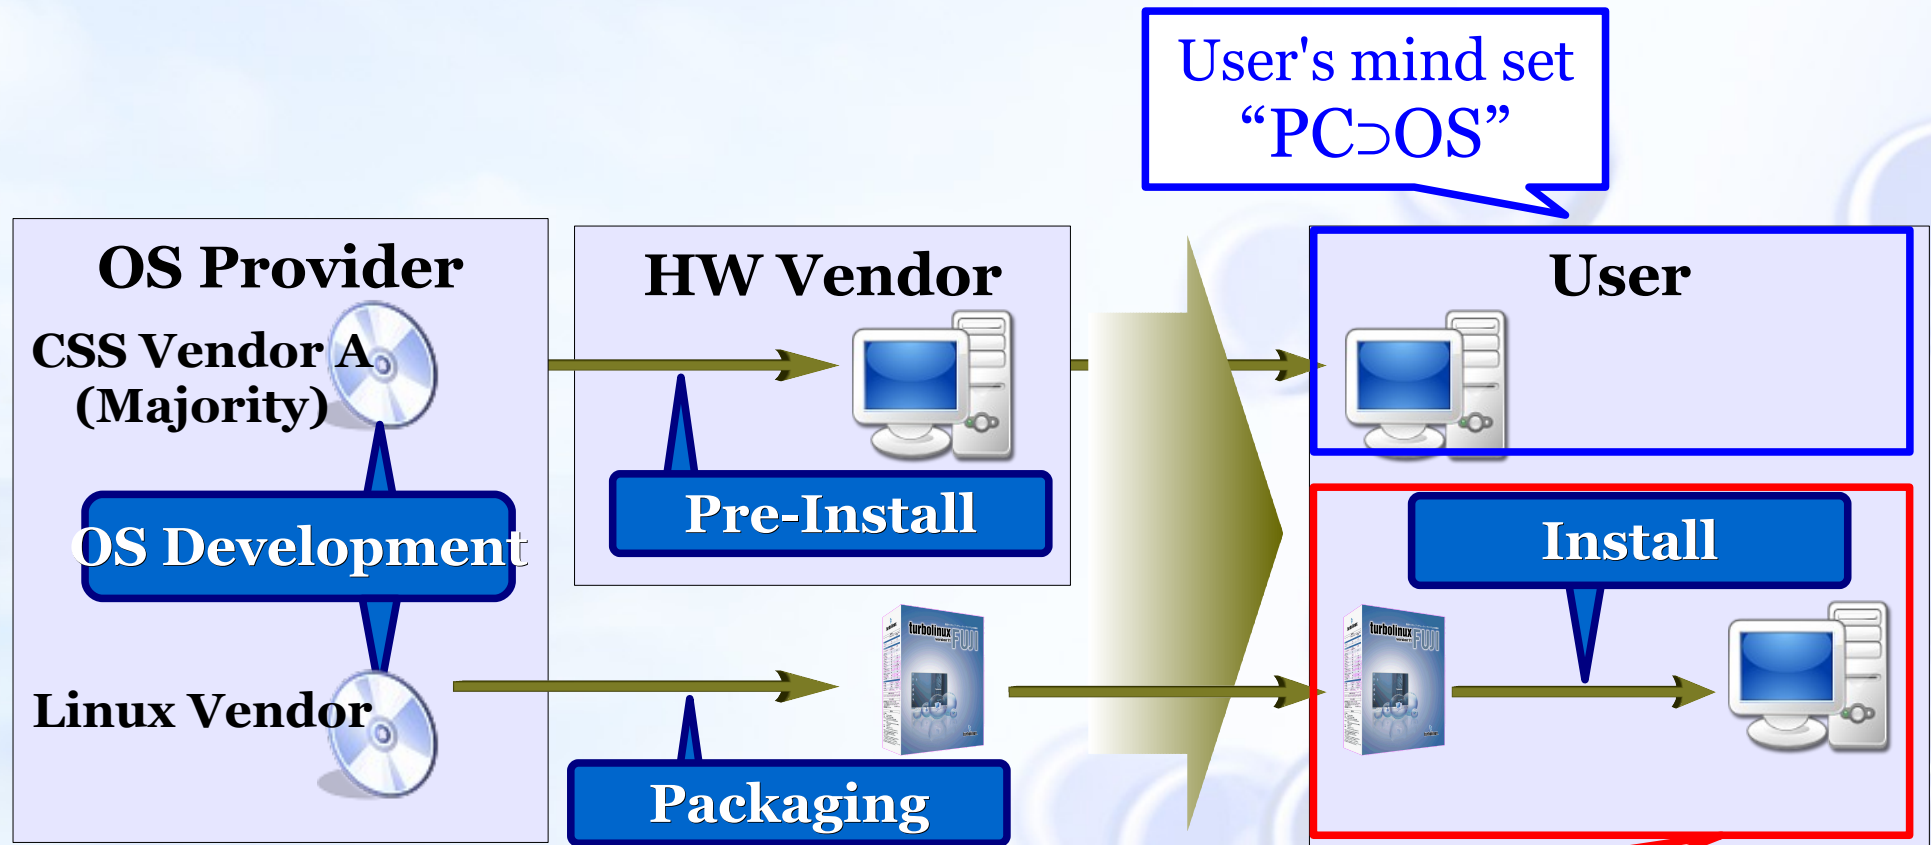 User's mind set
“PC⊃OS”
OS Provider
HW Vendor
User
CSS Vendor A
(Majority)
Pre-Install
OS Development
Install
turbolinux
FUJI
turbolinux
FUJI
Linux Vendor
Packaging